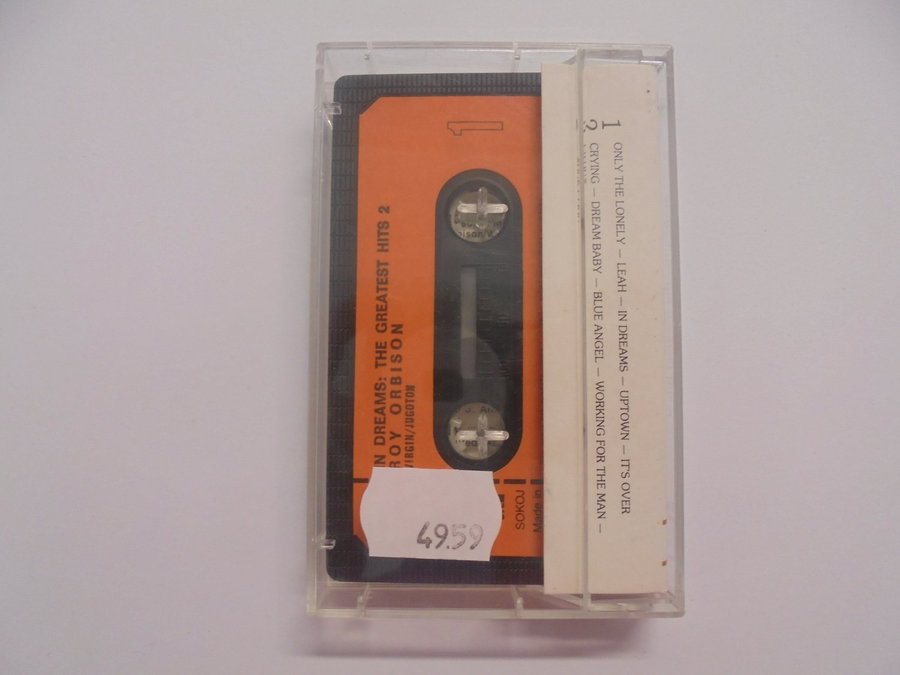 1
IN DREAMS: THE GREATEST HITS 2
ROY ORBISON
VIRGIN/JUGOTON
SOKOJ
Made in
49.59
1 ONLY THE LONELY – LEAH – IN DREAMS – UPTOWN – IT'S OVER
2 CRYING – DREAM BABY – BLUE ANGEL – WORKING FOR THE MAN –